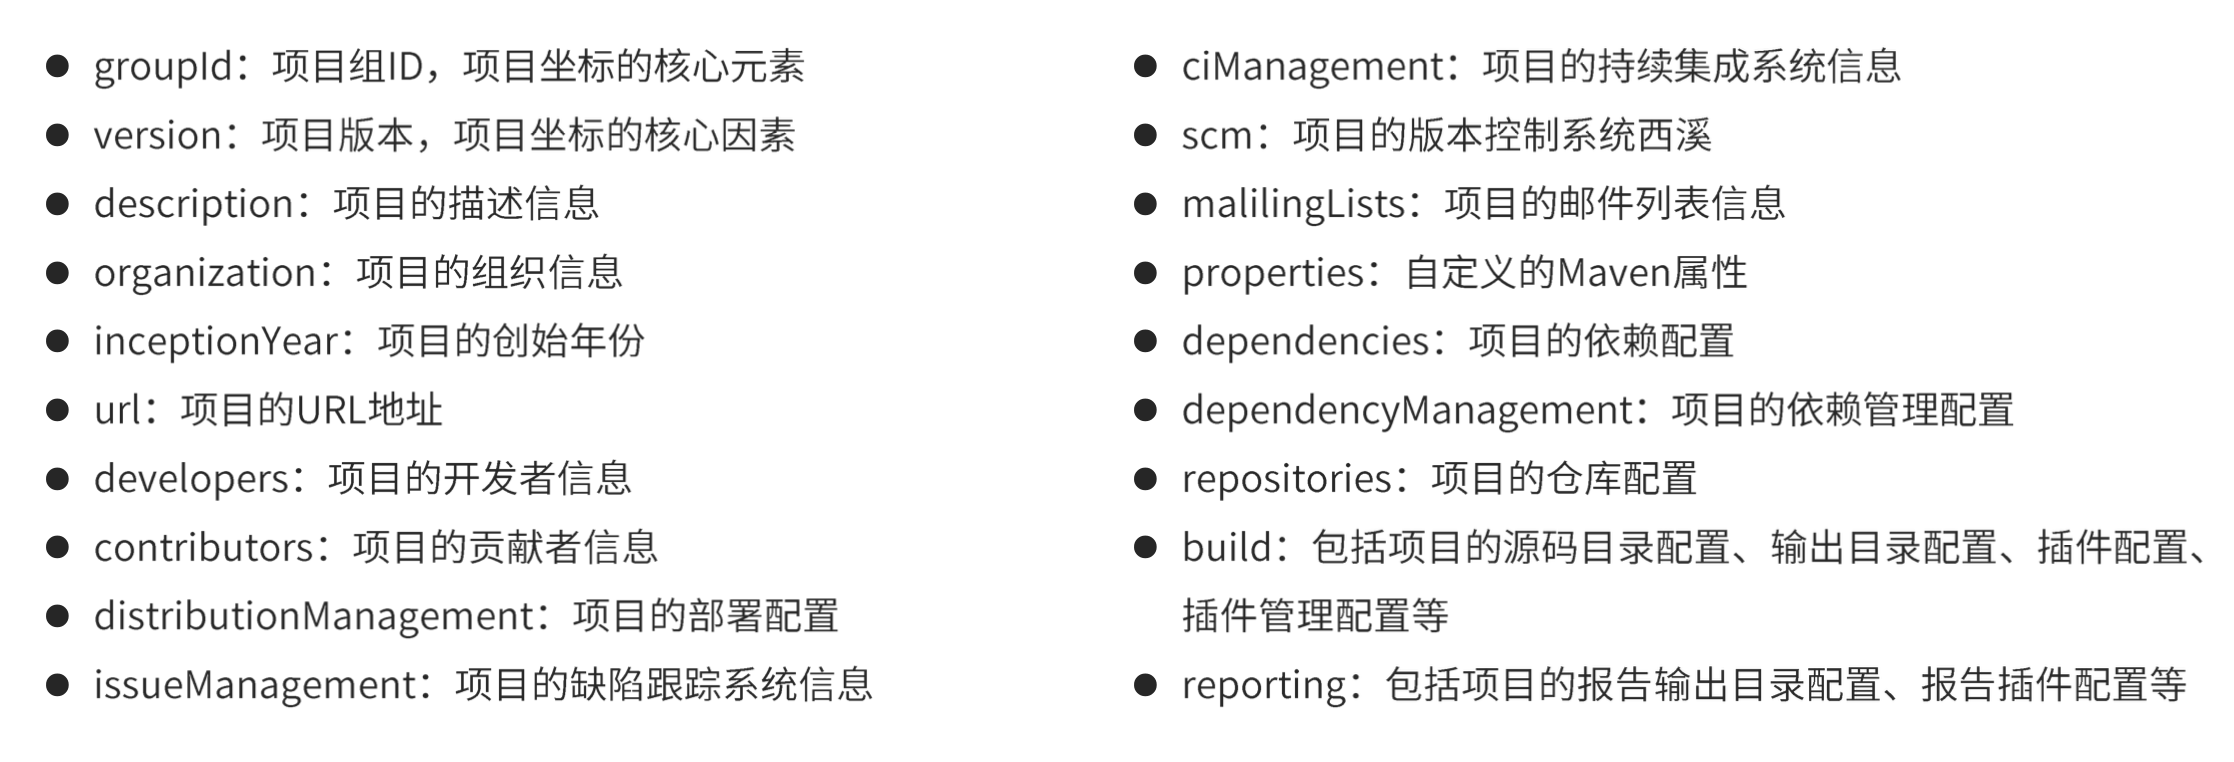 ● groupId：项目组ID，项目坐标的核心元素
● version：项目版本，项目坐标的核心因素
● description：项目的描述信息
● organization：项目的组织信息
● inceptionYear：项目的创始年份
● url：项目的URL地址
● developers：项目的开发者信息
● contributors：项目的贡献者信息
● distributionManagement：项目的部署配置
● issueManagement：项目的缺陷跟踪系统信息
● ciManagement：项目的持续集成系统信息
● scm：项目的版本控制系统西溪
● malilingLists：项目的邮件列表信息
● properties：自定义的Maven属性
● dependencies：项目的依赖配置
● dependencyManagement：项目的依赖管理配置
● repositories：项目的仓库配置
● build：包括项目的源码目录配置、输出目录配置、插件配置、
插件管理配置等
● reporting：包括项目的报告输出目录配置、报告插件配置等